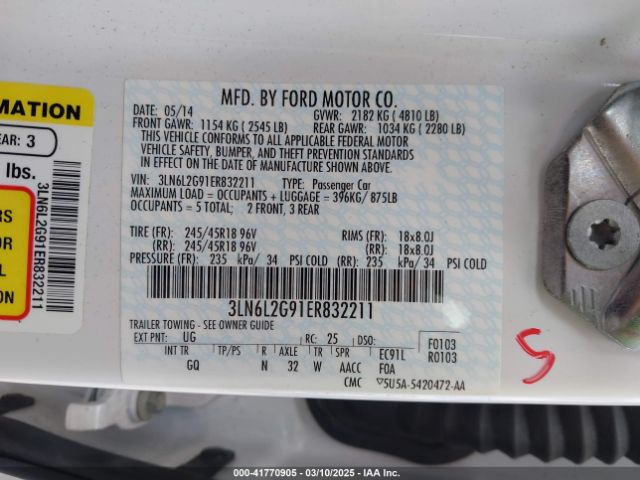 MFD. BY FORD MOTOR CO.
DATE: 05/14 GVWR: 2182 KG ( 4810 LB)
FRONT GAWR: 1154 KG ( 2545 LB) REAR GAWR: 1034 KG ( 2280 LB)
THIS VEHICLE CONFORMS TO ALL APPLICABLE FEDERAL MOTOR
VEHICLE SAFETY, BUMPER, AND THEFT PREVENTION STANDARDS
IN EFFECT ON THE DATE OF MANUFACTURE SHOWN ABOVE.
VIN: 3LN6L2G91ER832211 TYPE: Passenger Car
MAXIMUM LOAD = OCCUPANTS + LUGGAGE = 396KG/ 875LB
OCCUPANTS = 5 TOTAL; 2 FRONT, 3 REAR
TIRE (FR): 245/45R18 96V RIMS (FR): 18x8.0J
(RR): 245/45R18 96V (RR): 18x8.0J
PRESSURE (FR): 235 kPa/ 34 PSI COLD (RR): 235 kPa/ 34 PSI COLD
3LN6L2G91ER832211
TRAILER TOWING - SEE OWNER GUIDE
EXT PNT: UG RC: 25 DSO: F0103
R0103
INT TR TP/PS R AXLE TR SPR EC91L
GQ N 32 W AACC F0A
CMC 5U5A-5420472-AA
RMATION
EAR: 3
lbs.
RS
OR
L
ON
3LN6L2G91ER832211
5
000-41770905 - 03/10/2025 - IAA Inc.